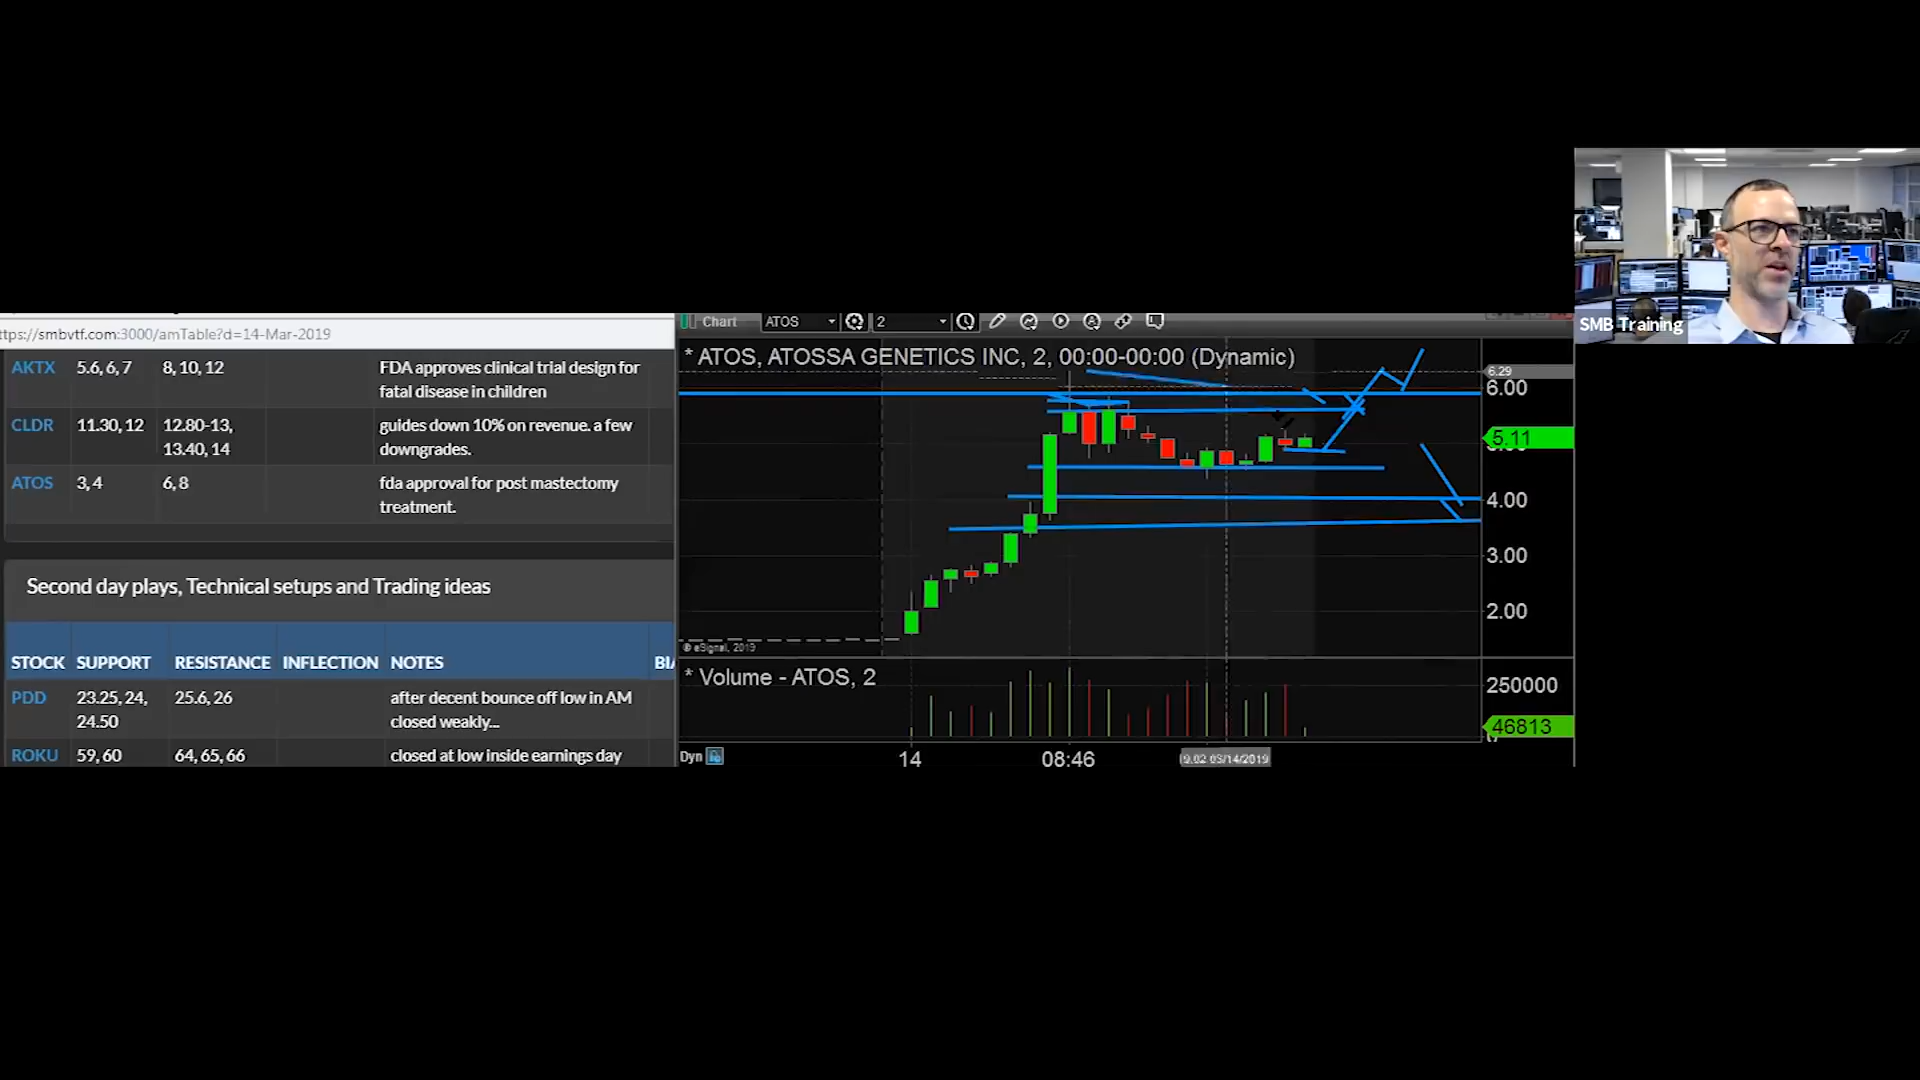 ttps://smbvtf.com:3000/amTable?d=14-Mar-2019
AKTX 5.6, 6, 7 8, 10, 12 FDA approves clinical trial design for
fatal disease in children
CLDR 11.30, 12 12.80-13, guides down 10% on revenue. a few
13.40, 14 downgrades.
ATOS 3, 4 6, 8 fda approval for post mastectomy
treatment.
Second day plays, Technical setups and Trading ideas
STOCK SUPPORT RESISTANCE INFLECTION NOTES BIA
PDD 23.25, 24, 25.6, 26 after decent bounce off low in AM
24.50 closed weakly...
ROKU 59, 60 64, 65, 66 closed at low inside earnings day
Chart ATOS 2
* ATOS, ATOSSA GENETICS INC, 2, 00:00-00:00 (Dynamic)
6.29
6.00
5.11
4.00
3.00
2.00
© eSignal, 2019
* Volume - ATOS, 2
250000
46813
0
Dyn 14 08:46 9:02 03/14/2019
SMB Training